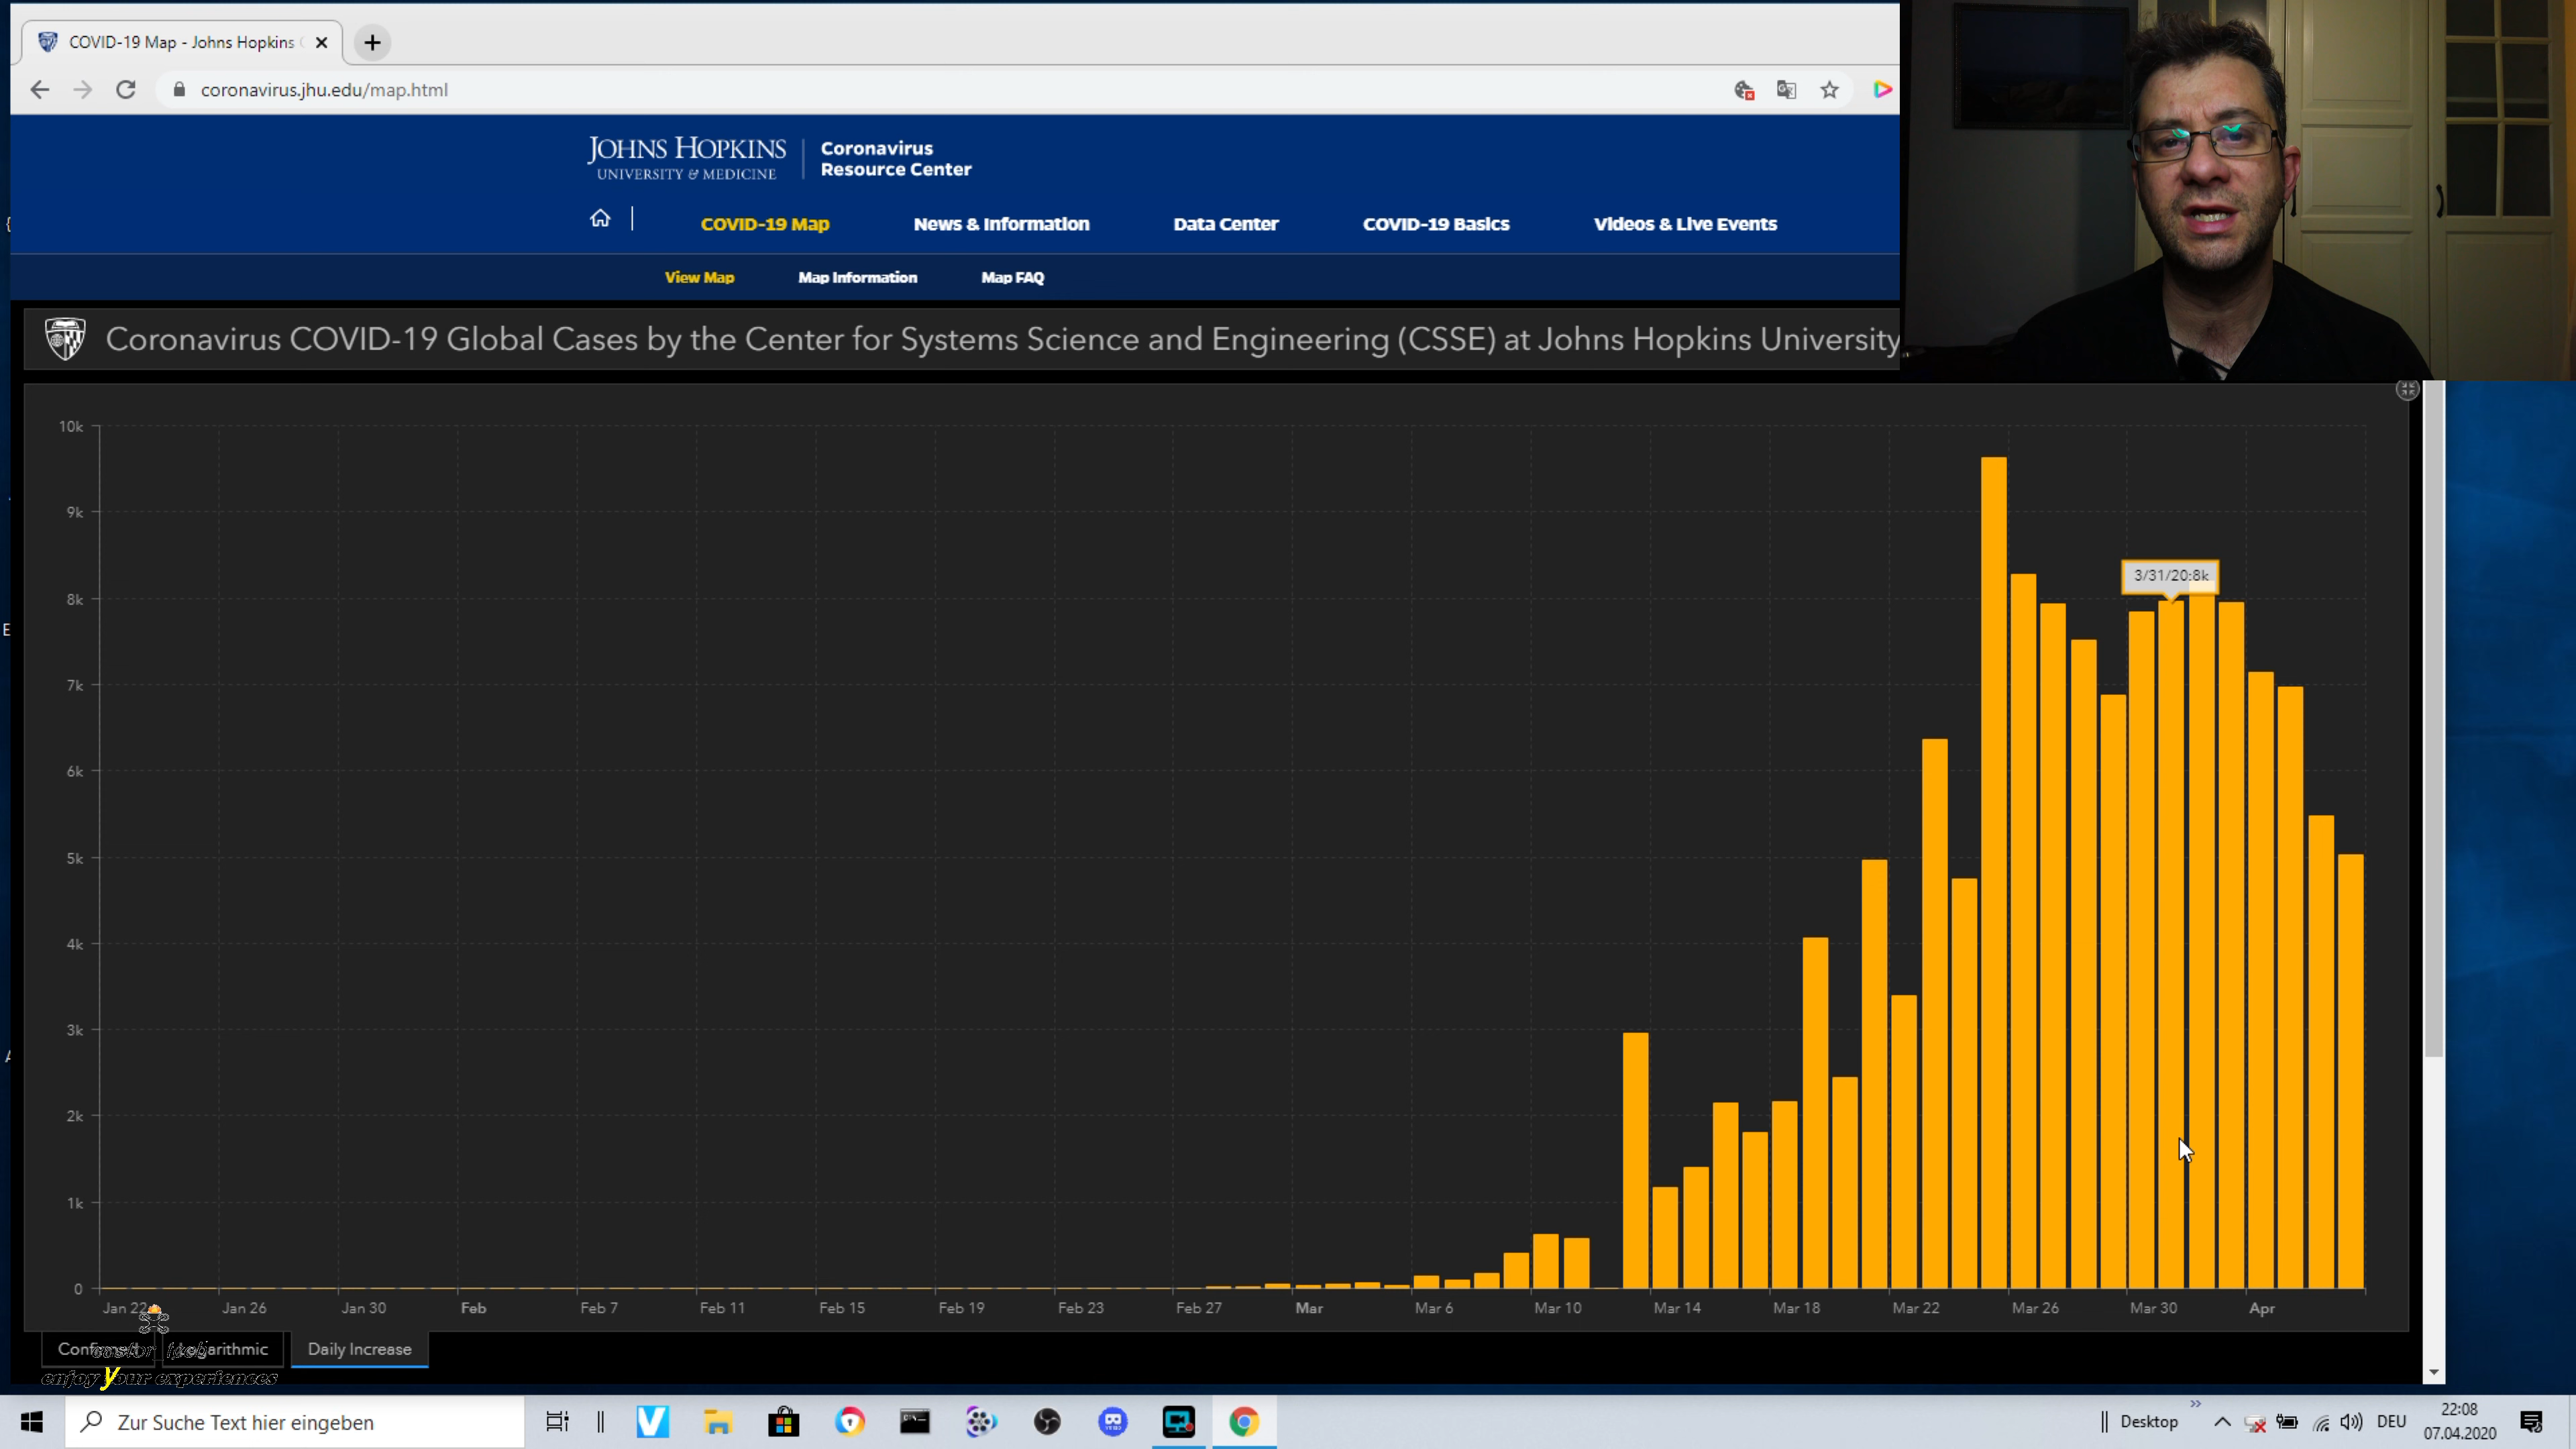 COVID-19 Map - Johns Hopkins
coronavirus.jhu.edu/map.html
JOHNS HOPKINS
UNIVERSITY & MEDICINE
Coronavirus
Resource Center
COVID-19 Map News & Information Data Center COVID-19 Basics Videos & Live Events
View Map Map Information Map FAQ
Coronavirus COVID-19 Global Cases by the Center for Systems Science and Engineering (CSSE) at Johns Hopkins University
10k
9k
8k
7k
6k
5k
4k
3k
2k
1k
0
3/31/20:8k
Jan 22 Jan 26 Jan 30 Feb Feb 7 Feb 11 Feb 15 Feb 19 Feb 23 Feb 27 Mar Mar 6 Mar 10 Mar 14 Mar 18 Mar 22 Mar 26 Mar 30 Apr
Daily Increase
enjoy your experiences
Zur Suche Text hier eingeben
Desktop
DEU
22:08
07.04.2020